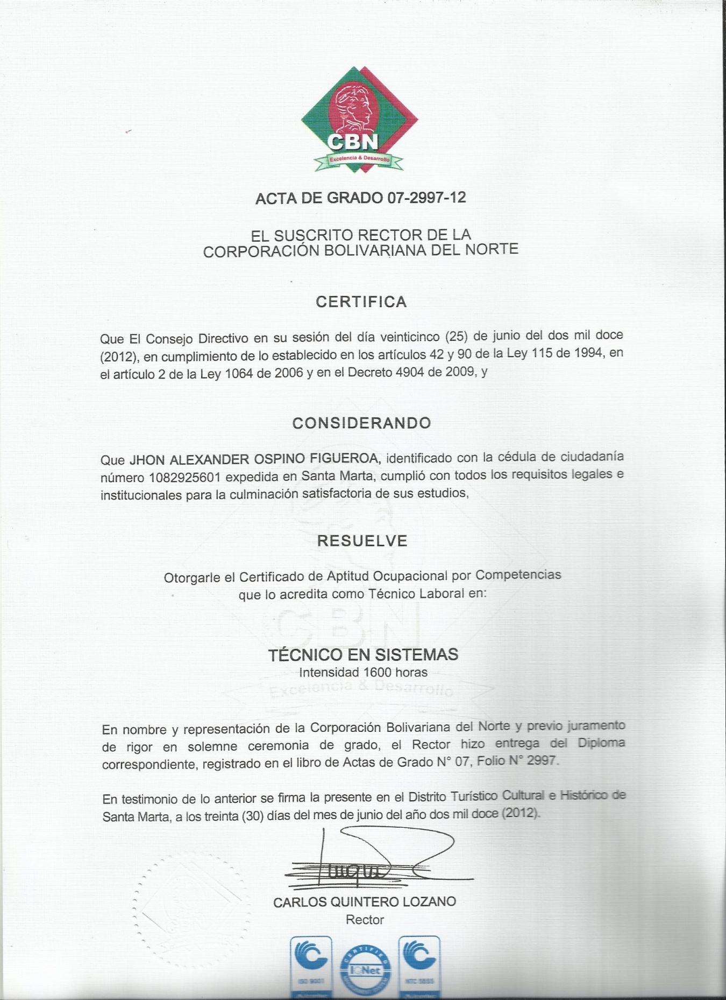 CBN
Excelencia & Desarrollo
ACTA DE GRADO 07-2997-12
EL SUSCRITO RECTOR DE LA
CORPORACIÓN BOLIVARIANA DEL NORTE
CERTIFICA
Que El Consejo Directivo en su sesión del día veinticinco (25) de junio del dos mil doce
(2012), en cumplimiento de lo establecido en los artículos 42 y 90 de la Ley 115 de 1994, en
el artículo 2 de la Ley 1064 de 2006 y en el Decreto 4904 de 2009, y
CONSIDERANDO
Que JHON ALEXANDER OSPINO FIGUEROA, identificado con la cédula de ciudadanía
número 1082925601 expedida en Santa Marta, cumplió con todos los requisitos legales e
institucionales para la culminación satisfactoria de sus estudios,
RESUELVE
Otorgarle el Certificado de Aptitud Ocupacional por Competencias
que lo acredita como Técnico Laboral en:
CBN
TÉCNICO EN SISTEMAS
Intensidad 1600 horas
Excelencia & Desarrollo
En nombre y representación de la Corporación Bolivariana del Norte y previo juramento
de rigor en solemne ceremonia de grado, el Rector hizo entrega del Diploma
correspondiente, registrado en el libro de Actas de Grado N° 07, Folio N° 2997.
En testimonio de lo anterior se firma la presente en el Distrito Turístico Cultural e Histórico de
Santa Marta, a los treinta (30) días del mes de junio del año dos mil doce (2012).
CARLOS QUINTERO LOZANO
Rector
CERTIFIED
IQNet
MANAGEMENT SYSTEM
ISO 9001
NTC 5555